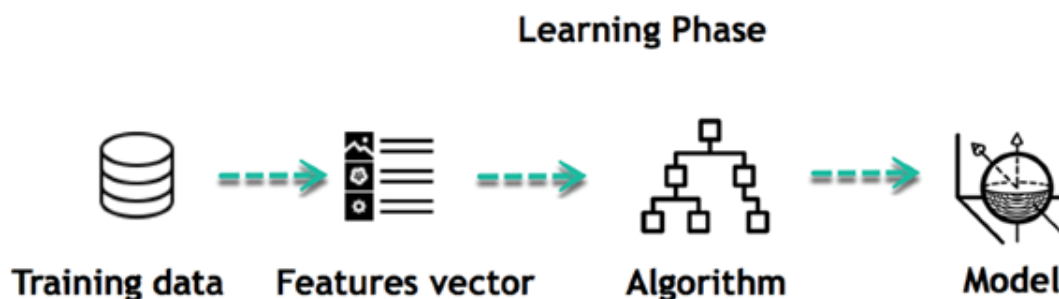 Learning Phase
Training data
Features vector
Algorithm
Model